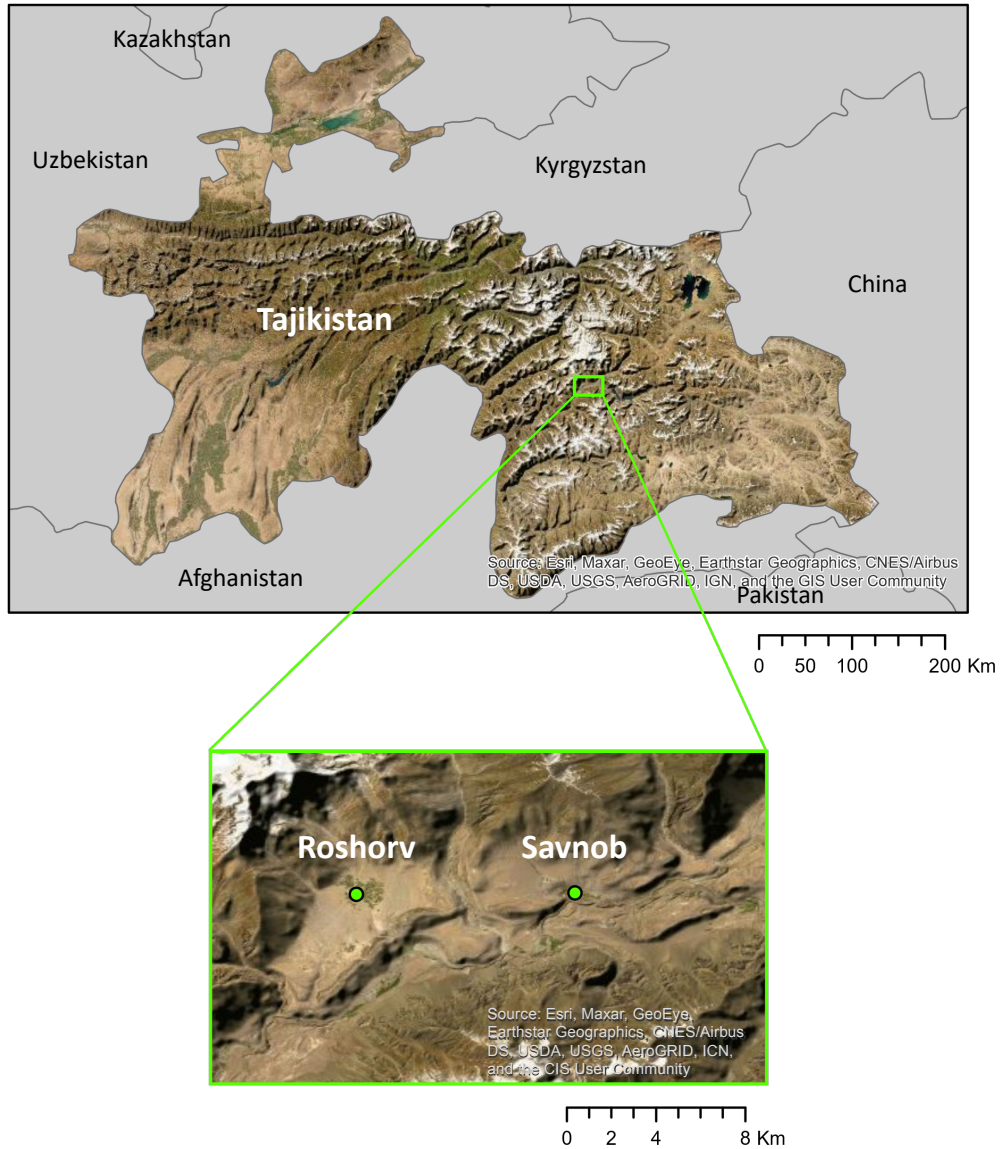 Kazakhstan
Uzbekistan
Kyrgyzstan
China
Tajikistan
Afghanistan
Source: Esri, Maxar, GeoEye, Earthstar Geographics, CNES/Airbus
DS, USDA, USGS, AeroGRID, IGN, and the GIS User Community
Pakistan
0 50 100 200 Km
Roshorv
Savnob
Source: Esri, Maxar, GeoEye,
Earthstar Geographics, CNES/Airbus
DS, USDA, USGS, AeroGRID, ICN,
and the CIS User Community
0 2 4 8 Km